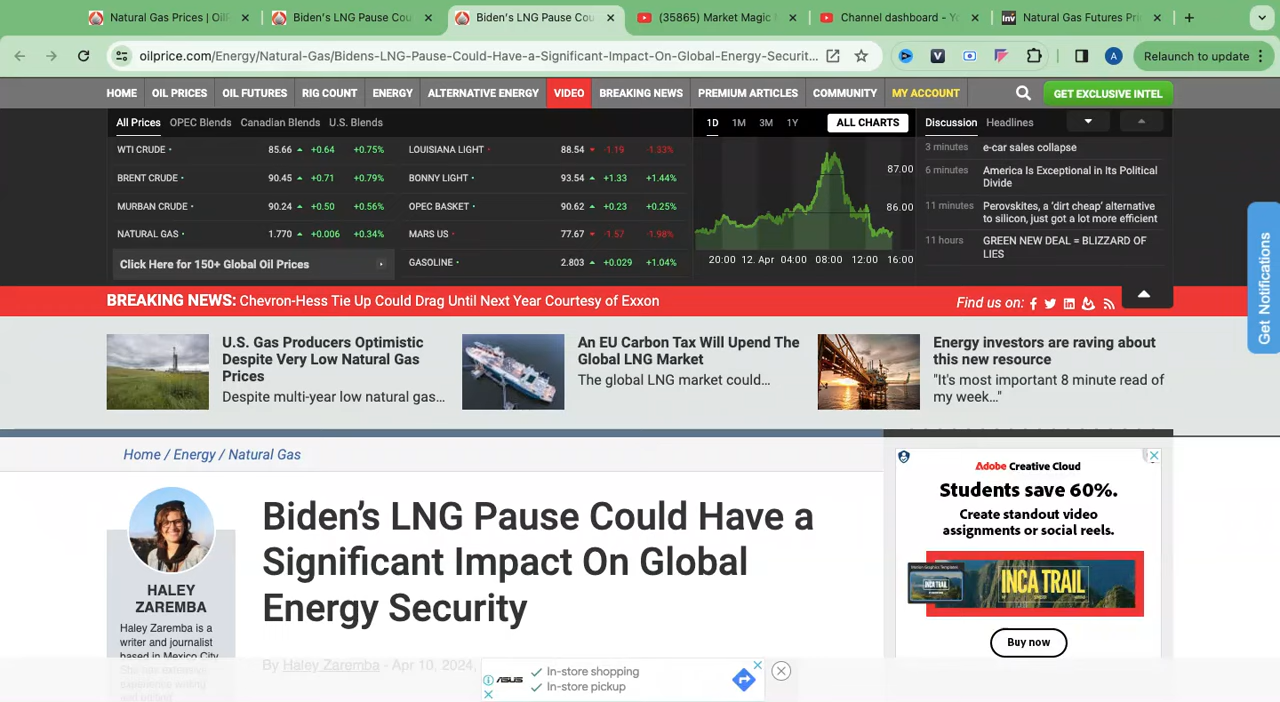 Natural Gas Prices | Oil
Biden's LNG Pause Cou
Biden's LNG Pause Cou
(35865) Market Magic
Channel dashboard - Yo
Inv Natural Gas Futures Pri
oilprice.com/Energy/Natural-Gas/Bidens-LNG-Pause-Could-Have-a-Significant-Impact-On-Global-Energy-Securit...
V
A
Relaunch to update
HOME OIL PRICES OIL FUTURES RIG COUNT ENERGY ALTERNATIVE ENERGY VIDEO BREAKING NEWS PREMIUM ARTICLES COMMUNITY MY ACCOUNT GET EXCLUSIVE INTEL
All Prices OPEC Blends Canadian Blends U.S. Blends
WTI CRUDE 85.66 +0.64 +0.75%
BRENT CRUDE 90.45 +0.71 +0.79%
MURBAN CRUDE 90.24 +0.50 +0.56%
NATURAL GAS 1.770 +0.006 +0.34%
Click Here for 150+ Global Oil Prices
LOUISIANA LIGHT 88.54 -1.19 -1.33%
BONNY LIGHT 93.54 +1.33 +1.44%
OPEC BASKET 90.62 +0.23 +0.25%
MARS US 77.67 -1.57 -1.98%
GASOLINE 2.803 +0.029 +1.04%
1D 1M 3M 1Y ALL CHARTS
87.00
86.00
20:00 12. Apr 04:00 08:00 12:00 16:00
Discussion Headlines
3 minutes e-car sales collapse
6 minutes America Is Exceptional in Its Political
Divide
11 minutes Perovskites, a 'dirt cheap' alternative
to silicon, just got a lot more efficient
11 hours GREEN NEW DEAL = BLIZZARD OF
LIES
Get Notifications
BREAKING NEWS: Chevron-Hess Tie Up Could Drag Until Next Year Courtesy of Exxon
Find us on:
U.S. Gas Producers Optimistic
Despite Very Low Natural Gas
Prices
Despite multi-year low natural gas...
An EU Carbon Tax Will Upend The
Global LNG Market
The global LNG market could...
Energy investors are raving about
this new resource
"It's most important 8 minute read of
my week..."
Home / Energy / Natural Gas
HALEY
ZAREMBA
Haley Zaremba is a
writer and journalist
based in Mexico City.
Biden's LNG Pause Could Have a
Significant Impact On Global
Energy Security
By Haley Zaremba - Apr 10, 2024,
Adobe Creative Cloud
Students save 60%.
Create standout video
assignments or social reels.
INCA TRAIL
Buy now
ASUS
In-store shopping
In-store pickup